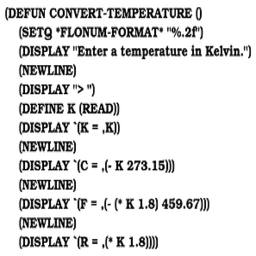 (DEFUN CONVERT-TEMPERATURE ()
(SETQ *FLONUM-FORMAT* "%.2f")
(DISPLAY "Enter a temperature in Kelvin.")
(NEWLINE)
(DISPLAY "> ")
(DEFINE K (READ))
(DISPLAY `(K = ,K))
(NEWLINE)
(DISPLAY `(C = ,(- K 273.15)))
(NEWLINE)
(DISPLAY `(F = ,(- (* K 1.8) 459.67)))
(NEWLINE)
(DISPLAY `(R = ,(* K 1.8))))